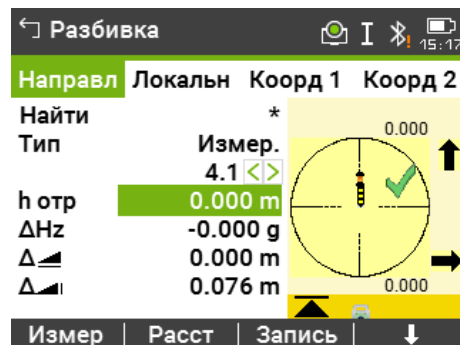 Разбивка
15:17
Направл Локальн Коорд 1 Коорд 2
Найти *
Тип Измер.
4.1 <>
h отр 0.000 m
ΔHz -0.000 g
Δ 0.000 m
Δ 0.076 m
0.000
0.000
Измер | Расст | Запись |